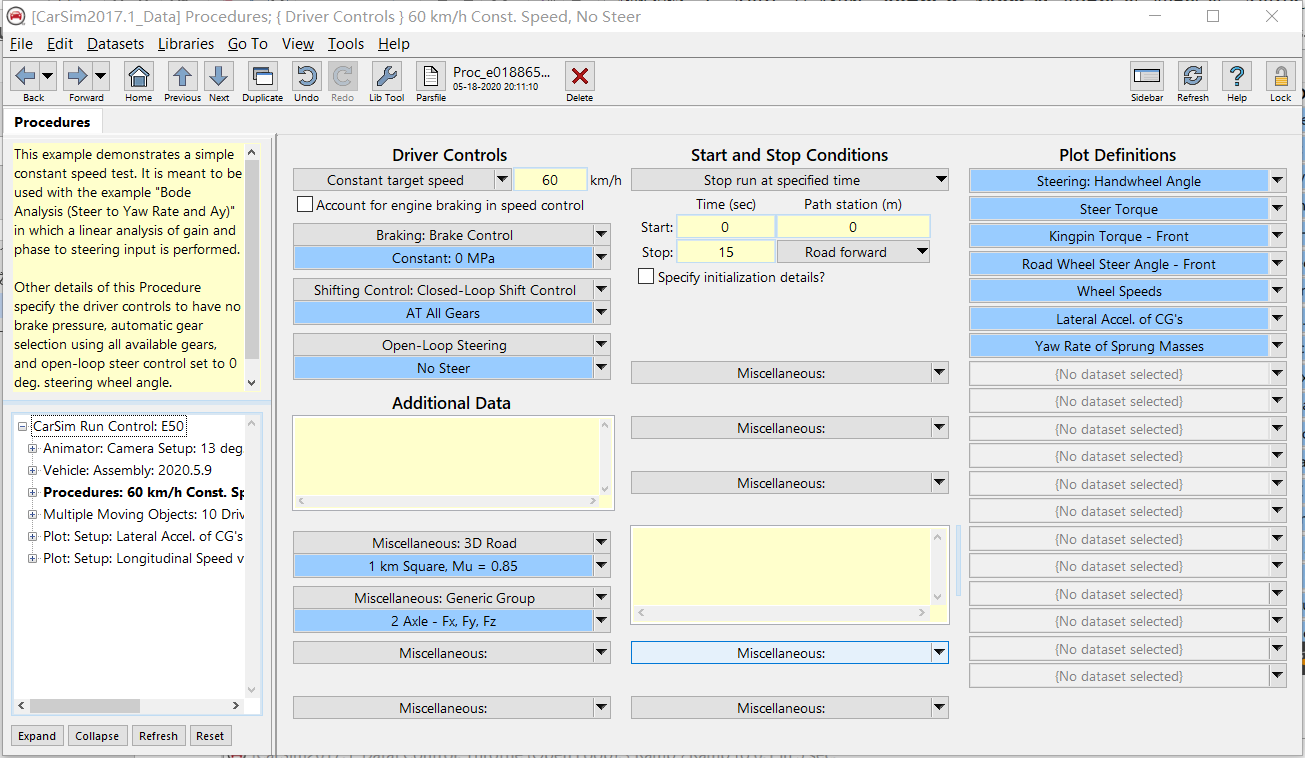 [CarSim2017.1_Data] Procedures; { Driver Controls } 60 km/h Const. Speed, No Steer
File Edit Datasets Libraries Go To View Tools Help
Back Forward Home Previous Next Duplicate Undo Redo Lib Tool Parsfile
Proc_e018865...
05-18-2020 20:11:10
Delete Sidebar Refresh Help Lock
Procedures
This example demonstrates a simple
constant speed test. It is meant to be
used with the example "Bode
Analysis (Steer to Yaw Rate and Ay)"
in which a linear analysis of gain and
phase to steering input is performed.
Other details of this Procedure
specify the driver controls to have no
brake pressure, automatic gear
selection using all available gears,
and open-loop steer control set to 0
deg. steering wheel angle.
CarSim Run Control: E50
Animator: Camera Setup: 13 deg
Vehicle: Assembly: 2020.5.9
Procedures: 60 km/h Const. Sp
Multiple Moving Objects: 10 Driv
Plot: Setup: Lateral Accel. of CG's
Plot: Setup: Longitudinal Speed v
Expand Collapse Refresh Reset
Driver Controls
Constant target speed 60 km/h
Account for engine braking in speed control
Braking: Brake Control
Constant: 0 MPa
Shifting Control: Closed-Loop Shift Control
AT All Gears
Open-Loop Steering
No Steer
Additional Data
Miscellaneous: 3D Road
1 km Square, Mu = 0.85
Miscellaneous: Generic Group
2 Axle - Fx, Fy, Fz
Miscellaneous:
Miscellaneous:
Start and Stop Conditions
Stop run at specified time
Time (sec) Path station (m)
Start: 0 0
Stop: 15 Road forward
Specify initialization details?
Miscellaneous:
Miscellaneous:
Miscellaneous:
Miscellaneous:
Miscellaneous:
Plot Definitions
Steering: Handwheel Angle
Steer Torque
Kingpin Torque - Front
Road Wheel Steer Angle - Front
Wheel Speeds
Lateral Accel. of CG's
Yaw Rate of Sprung Masses
{No dataset selected}
{No dataset selected}
{No dataset selected}
{No dataset selected}
{No dataset selected}
{No dataset selected}
{No dataset selected}
{No dataset selected}
{No dataset selected}
{No dataset selected}
{No dataset selected}
{No dataset selected}